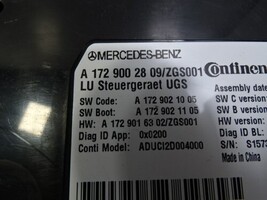 MERCEDES-BENZ
A 172 900 28 09/ZGS001
LU Steuergeraet UGS
SW Code: A 172 902 10 05
SW Boot: A 172 902 11 05
HW: A 172 901 63 02/ZGS001
Diag ID App: 0x0200
Conti Model: ADUCI2D004000
Continen
Assembly date
SW C version
SW B version
HW version
Diag ID BL:
S/N: S1573
Made in China